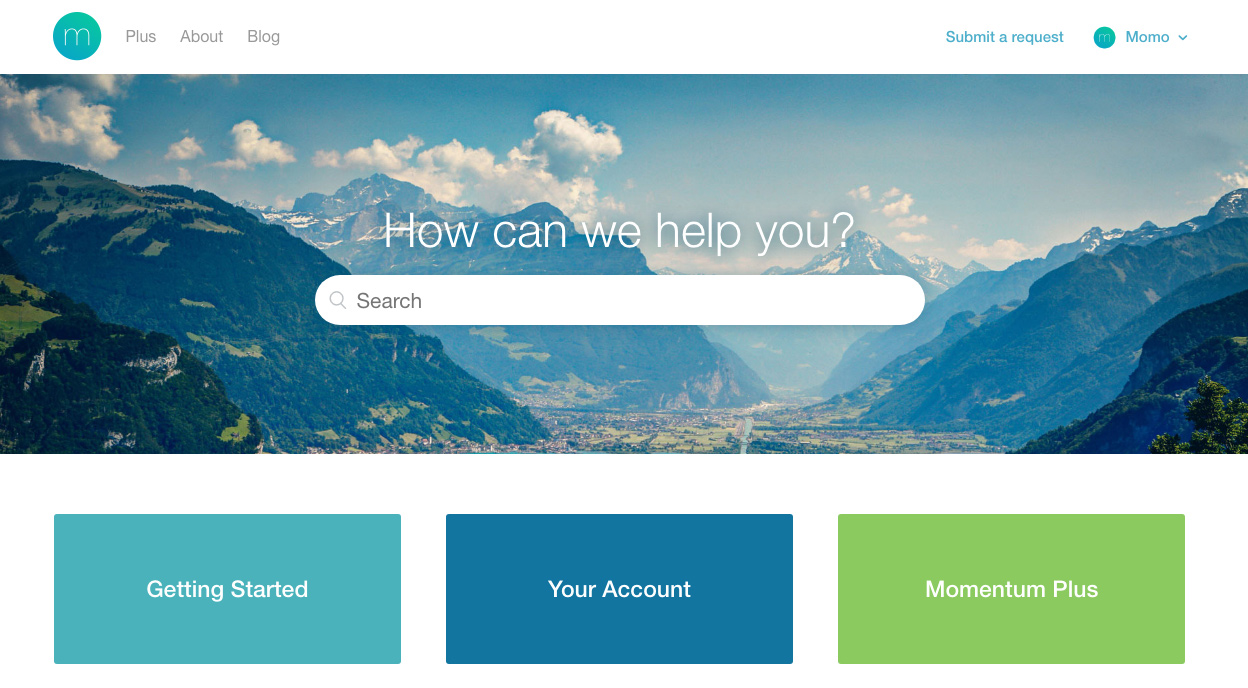 m
Plus
About
Blog
Submit a request
m
Momo
How can we help you?
Search
Getting Started
Your Account
Momentum Plus